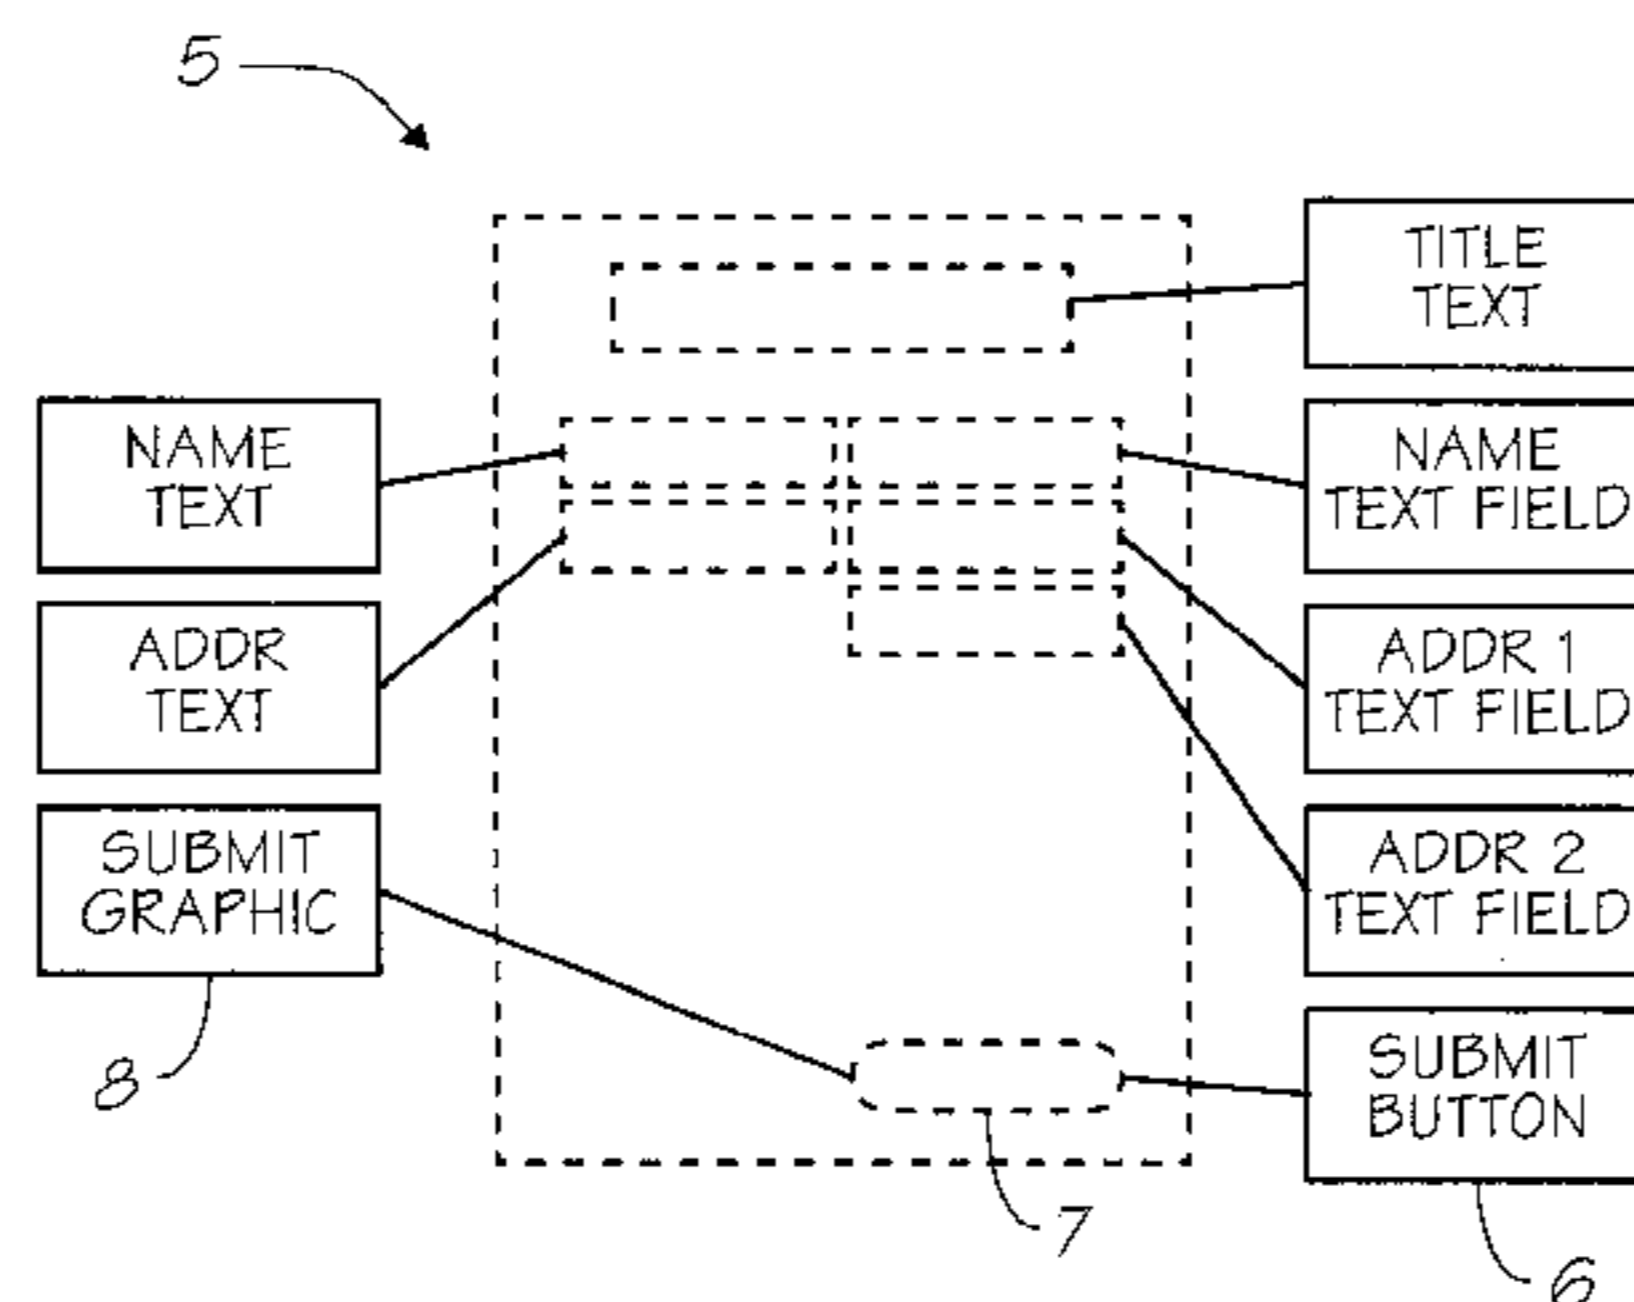 5
TITLE
TEXT
NAME
TEXT
NAME
TEXT FIELD
ADDR
TEXT
ADDR 1
TEXT FIELD
SUBMIT
GRAPHIC
ADDR 2
TEXT FIELD
8
SUBMIT
BUTTON
7
6